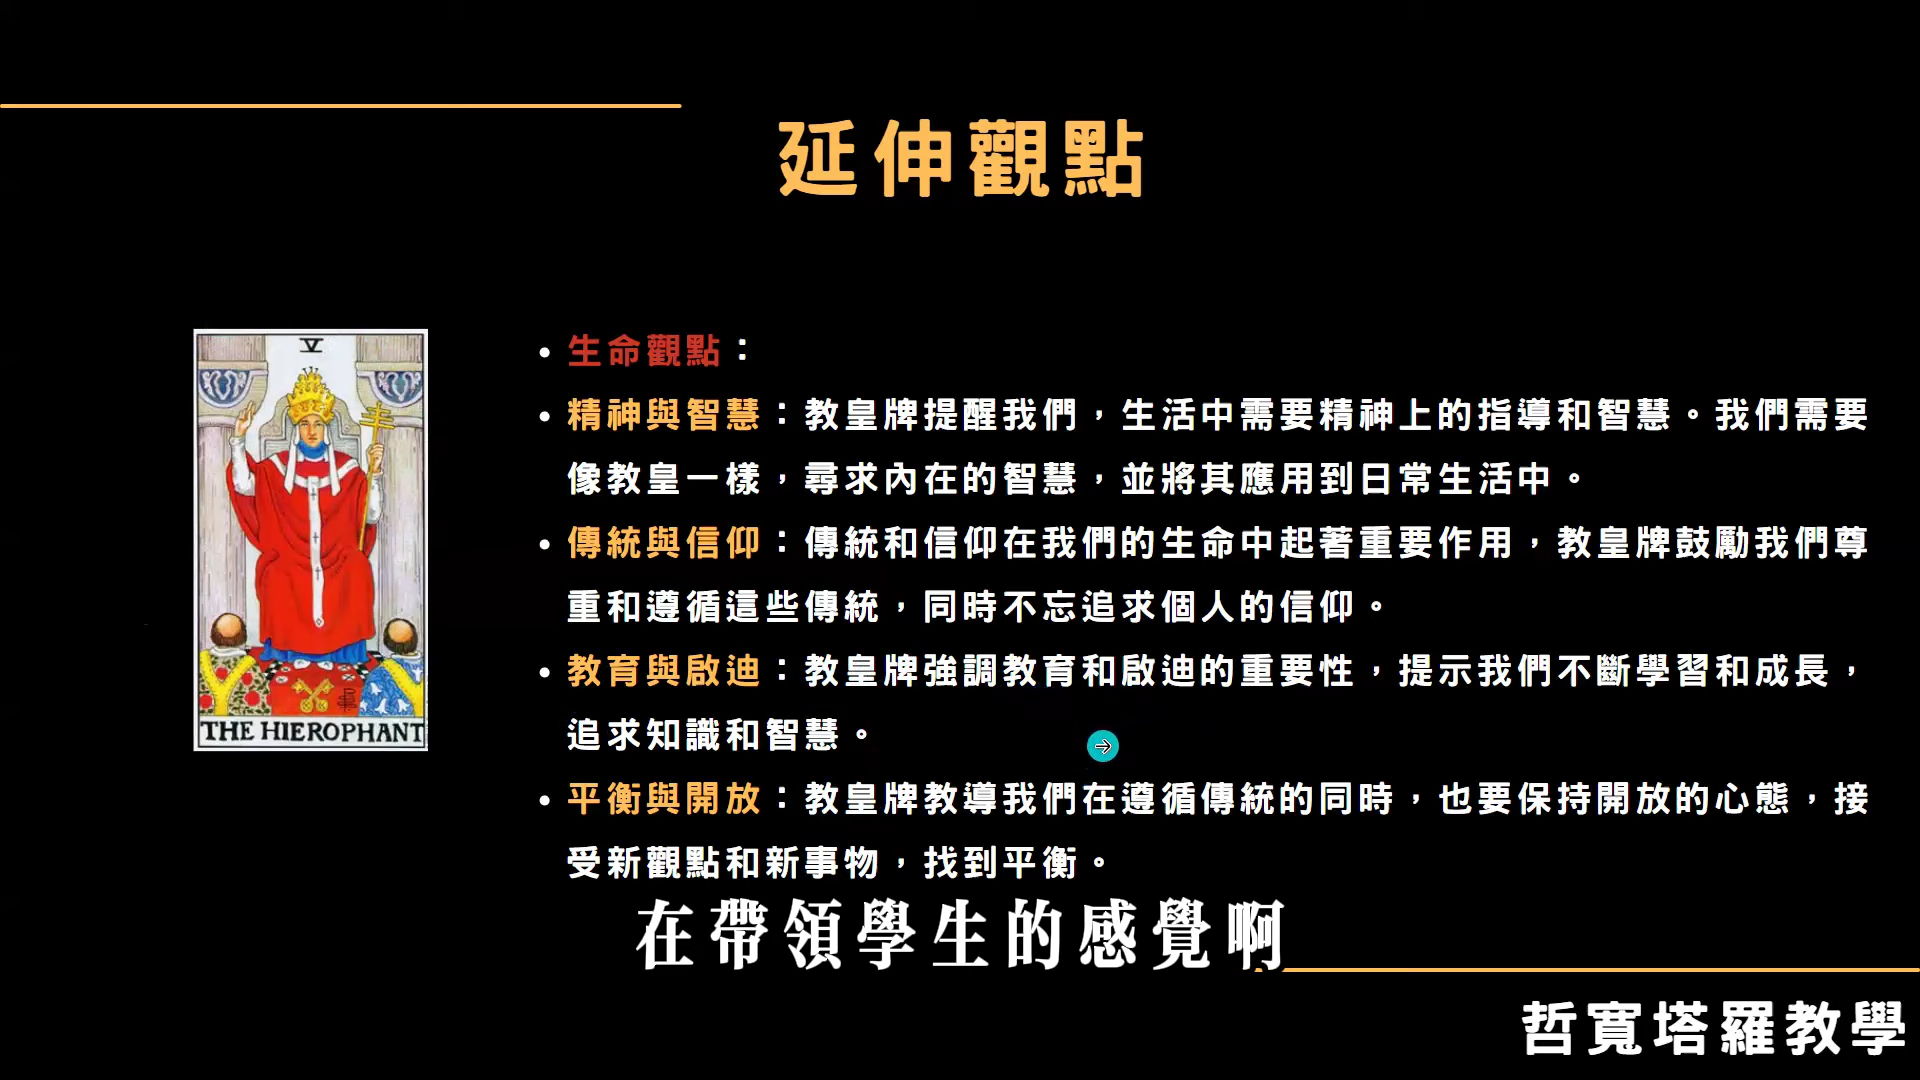 延伸觀點
V
THE HIEROPHANT
• 生命觀點：
• 精神與智慧：教皇牌提醒我們，生活中需要精神上的指導和智慧。我們需要
像教皇一樣，尋求內在的智慧，並將其應用到日常生活中。
• 傳統與信仰：傳統和信仰在我們的生命中起著重要作用，教皇牌鼓勵我們尊
重和遵循這些傳統，同時不忘追求個人的信仰。
• 教育與啟迪：教皇牌強調教育和啟迪的重要性，提示我們不斷學習和成長，
追求知識和智慧。
• 平衡與開放：教皇牌教導我們在遵循傳統的同時，也要保持開放的心態，接
受新觀點和新事物，找到平衡。
在帶領學生的感覺啊
哲寬塔羅教學